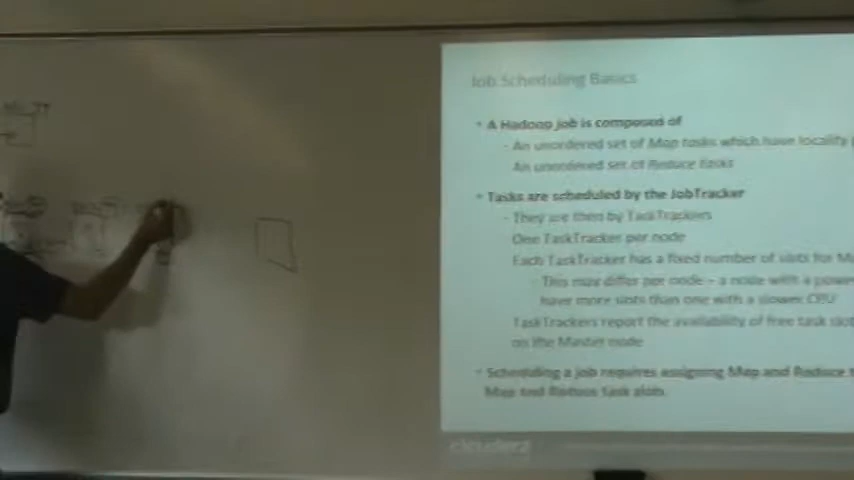 Job Scheduling Basics
• A Hadoop job is composed of
- An unordered set of Map tasks which have locality
- An unordered set of Reduce tasks
• Tasks are scheduled by the JobTracker
- They are then by TaskTrackers
One TaskTracker per node
Each TaskTracker has a fixed number of slots for
- This may differ per node – a node with a
have more slots than one with a slower CPU
TaskTrackers report the availability of free task
on the Master node
• Scheduling a job requires assigning Map and Reduce
Map and Reduce task slots.
cloudera